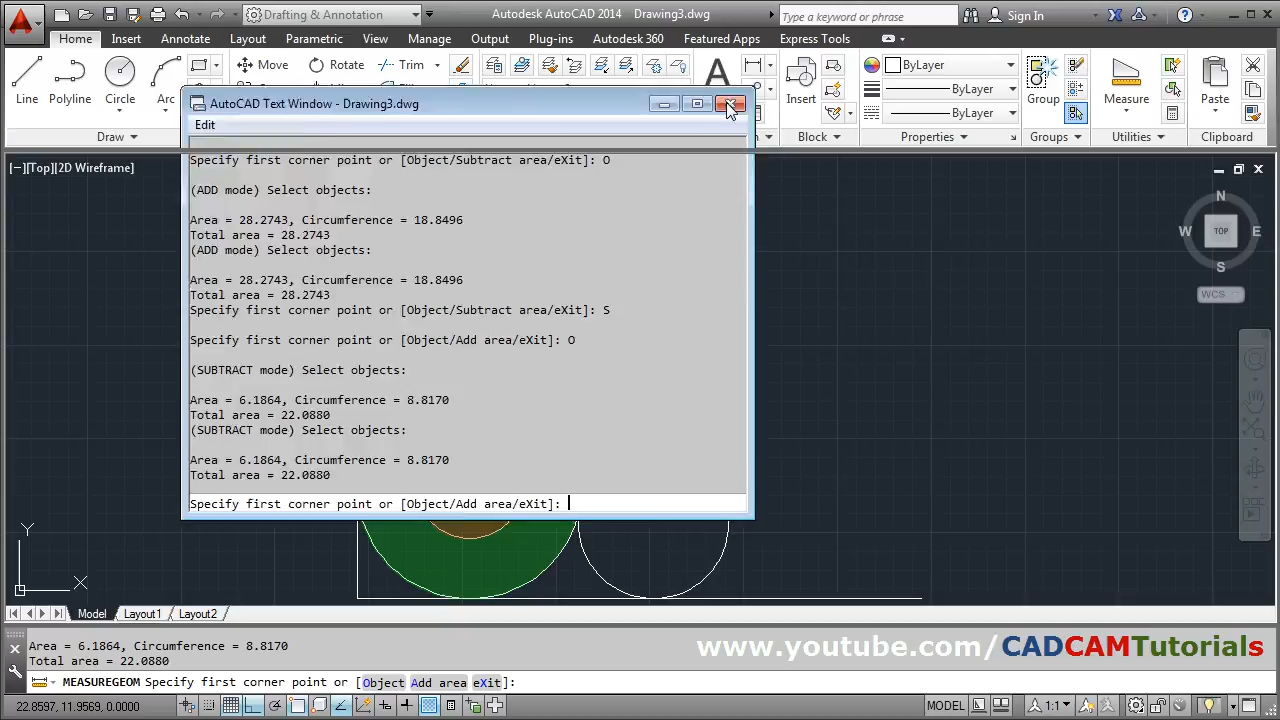 Drafting & Annotation
Autodesk AutoCAD 2014 Drawing3.dwg
Type a keyword or phrase
Sign In
Home Insert Annotate Layout Parametric View Manage Output Plug-ins Autodesk 360 Featured Apps Express Tools
Move Rotate Trim
ByLayer
Line Polyline Circle Arc
A
Insert
ByLayer
Group Measure Paste
ByLayer
Draw Block Properties Groups Utilities Clipboard
AutoCAD Text Window - Drawing3.dwg
Edit
Specify first corner point or [Object/Subtract area/eXit]: O
(ADD mode) Select objects:
Area = 28.2743, Circumference = 18.8496
Total area = 28.2743
(ADD mode) Select objects:
Area = 28.2743, Circumference = 18.8496
Total area = 28.2743
Specify first corner point or [Object/Subtract area/eXit]: S
Specify first corner point or [Object/Add area/eXit]: O
(SUBTRACT mode) Select objects:
Area = 6.1864, Circumference = 8.8170
Total area = 22.0880
(SUBTRACT mode) Select objects:
Area = 6.1864, Circumference = 8.8170
Total area = 22.0880
Specify first corner point or [Object/Add area/eXit]:
[−][Top][2D Wireframe]
N
W TOP E
S
WCS
Y
X
Model Layout1 Layout2
Area = 6.1864, Circumference = 8.8170
Total area = 22.0880
www.youtube.com/CADCAMTutorials
MEASUREGEOM Specify first corner point or [Object Add area eXit]:
22.8597, 11.9569, 0.0000
MODEL
1:1